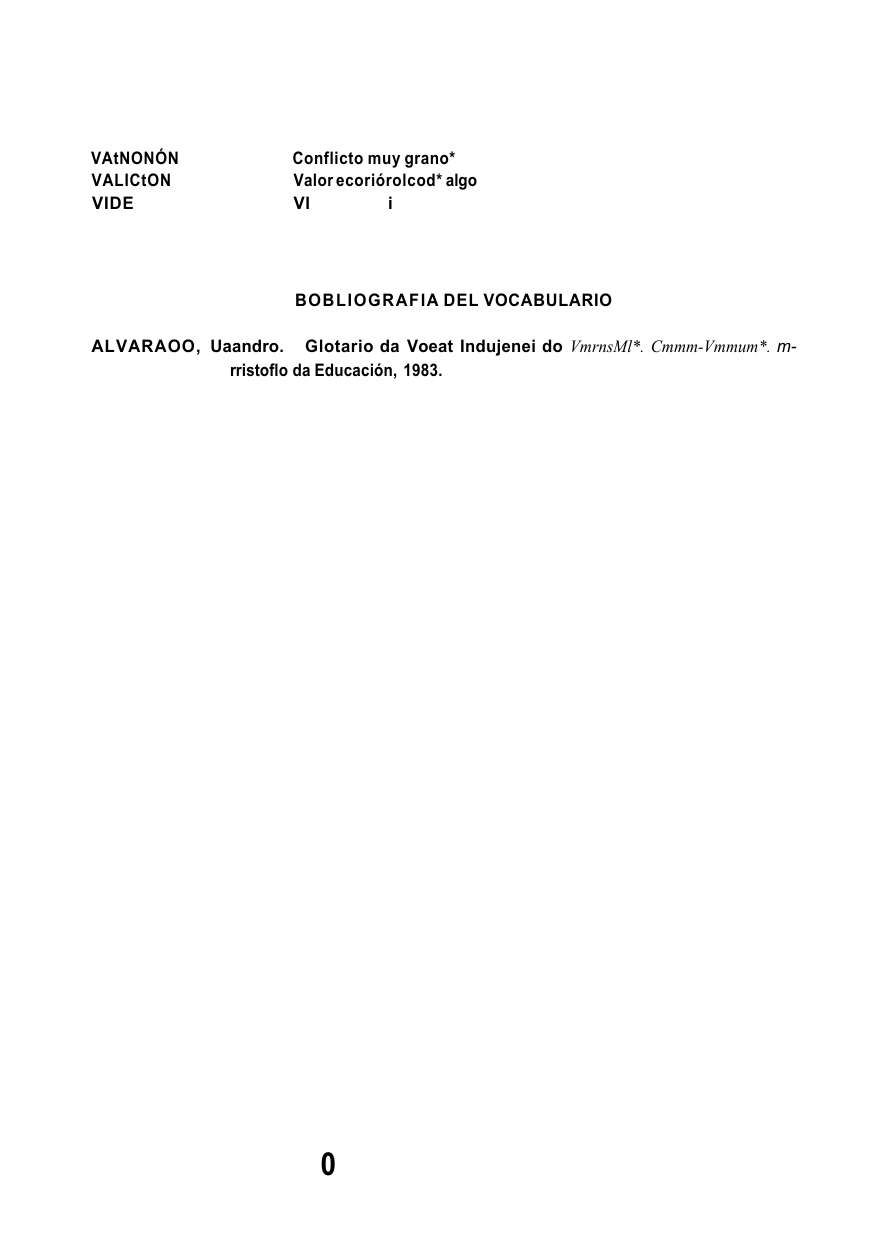 VAtNONÓN Conflicto muy grano*
VALICtON Valor ecoriórolcod* algo
VIDE VI i
BOBLIOGRAFIA DEL VOCABULARIO
ALVARAOO, Uaandro. Glotario da Voeat Indujenei do VmrnsMl*. Cmmm-Vmmum*. m-
rristoflo da Educación, 1983.
0